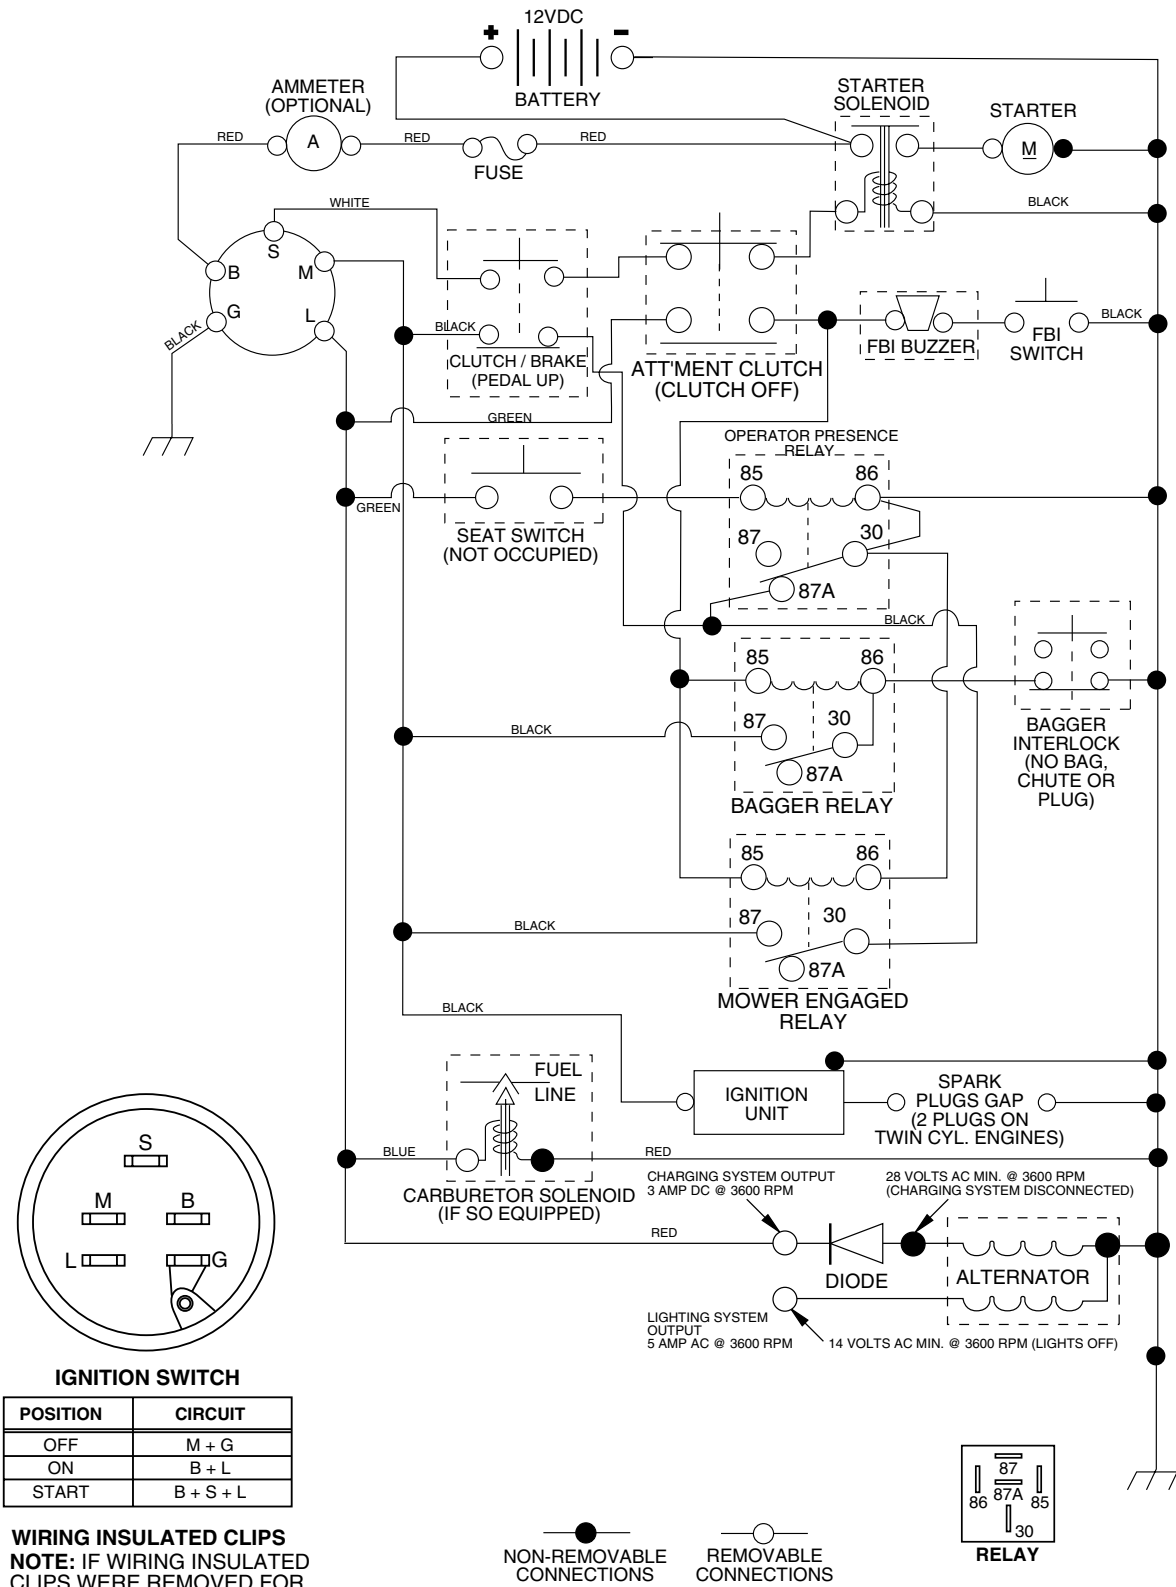 12VDC
+
-
BATTERY
AMMETER
(OPTIONAL)
STARTER
SOLENOID
STARTER
RED
A
RED
FUSE
RED
M
WHITE
BLACK
S
B
M
G
L
BLACK
BLACK
CLUTCH / BRAKE
(PEDAL UP)
ATT'MENT CLUTCH
(CLUTCH OFF)
FBI BUZZER
FBI
SWITCH
BLACK
GREEN
OPERATOR PRESENCE
RELAY
GREEN
SEAT SWITCH
(NOT OCCUPIED)
85
86
87
30
87A
BLACK
85
86
BLACK
87
30
87A
BAGGER RELAY
BAGGER
INTERLOCK
(NO BAG,
CHUTE OR
PLUG)
85
86
BLACK
87
30
87A
MOWER ENGAGED
RELAY
BLACK
FUEL
LINE
IGNITION
UNIT
SPARK
PLUGS GAP
(2 PLUGS ON
TWIN CYL. ENGINES)
BLUE
RED
CARBURETOR SOLENOID
(IF SO EQUIPPED)
CHARGING SYSTEM OUTPUT
3 AMP DC @ 3600 RPM
28 VOLTS AC MIN. @ 3600 RPM
(CHARGING SYSTEM DISCONNECTED)
RED
DIODE
ALTERNATOR
LIGHTING SYSTEM
OUTPUT
5 AMP AC @ 3600 RPM
14 VOLTS AC MIN. @ 3600 RPM (LIGHTS OFF)
S
M
B
L
G
IGNITION SWITCH
POSITION CIRCUIT
OFF M + G
ON B + L
START B + S + L
WIRING INSULATED CLIPS
NOTE: IF WIRING INSULATED
CLIPS WERE REMOVED FOR
NON-REMOVABLE
CONNECTIONS
REMOVABLE
CONNECTIONS
87
86
87A
85
30
RELAY